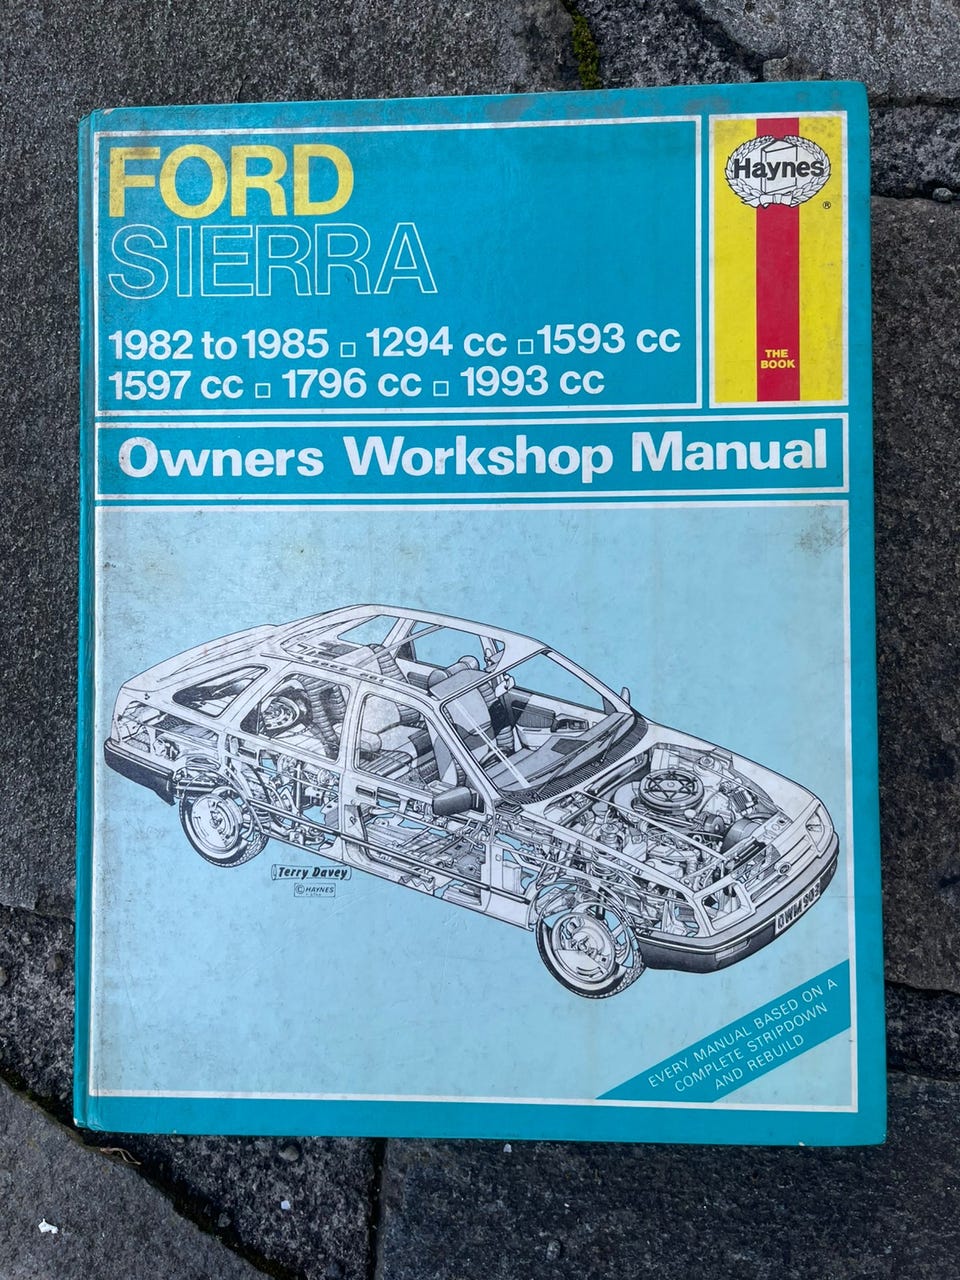 FORD
SIERRA
1982 to 1985 □ 1294 cc □ 1593 cc
1597 cc □ 1796 cc □ 1993 cc
Haynes
®
THE
BOOK
Owners Workshop Manual
Terry Davey
© HAYNES
EVERY MANUAL BASED ON A
COMPLETE STRIPDOWN
AND REBUILD